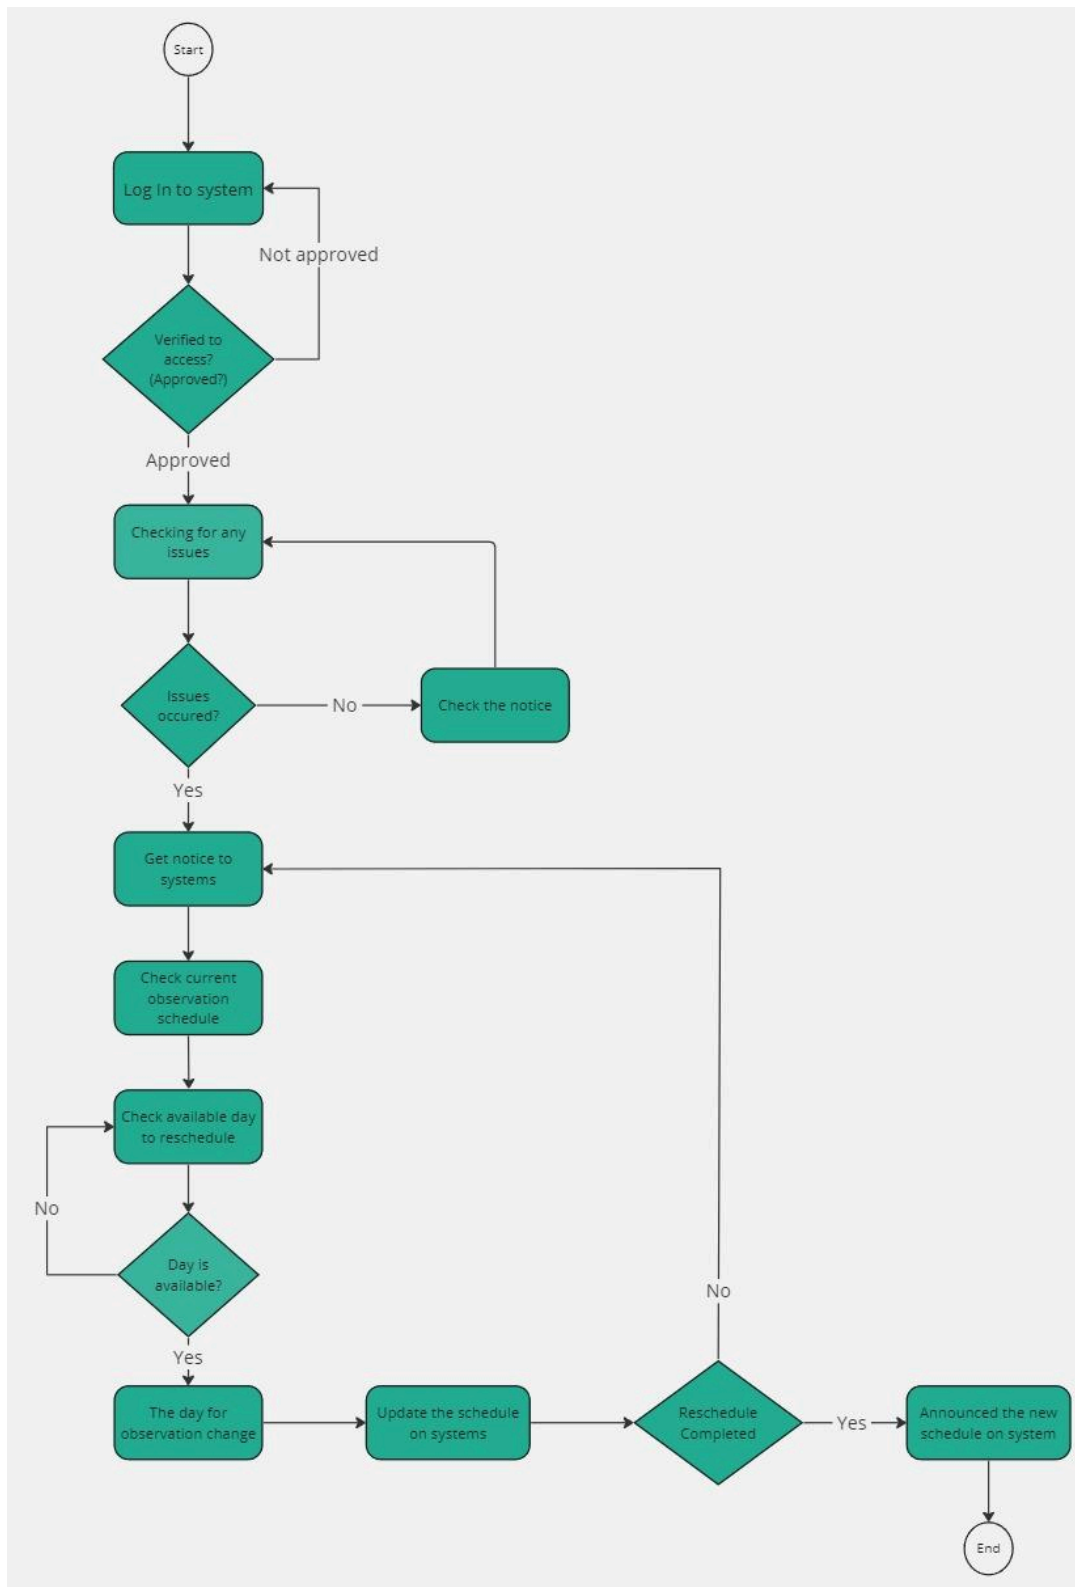 Start
Log In to system
Not approved
Verified to
access?
(Approved?)
Approved
Checking for any
issues
Issues
occured?
No
Check the notice
Yes
Get notice to
systems
Check current
observation
schedule
Check available day
to reschedule
No
Day is
available?
Yes
No
The day for
observation change
Update the schedule
on systems
Reschedule
Completed
Yes
Announced the new
schedule on system
End